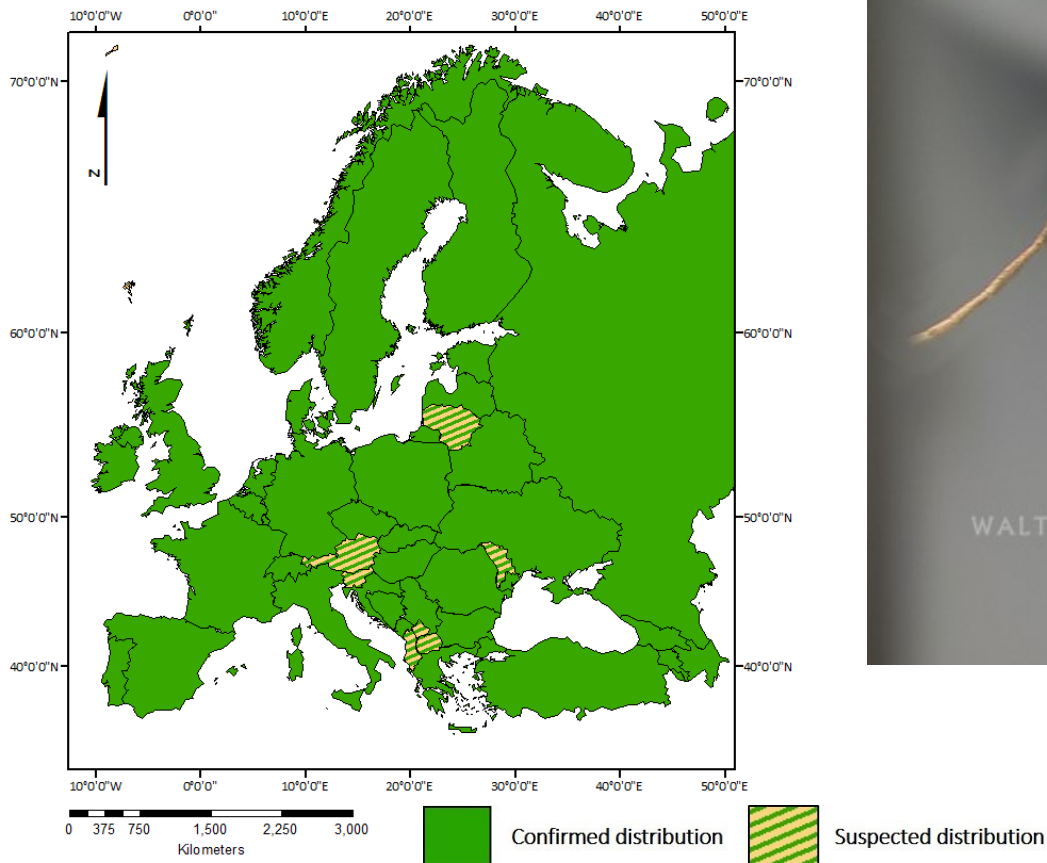 10°0'0"W 0°0'0" 10°0'0"E 20°0'0"E 30°0'0"E 40°0'0"E 50°0'0"E
70°0'0"N 70°0'0"N
N
60°0'0"N 60°0'0"N
50°0'0"N 50°0'0"N
WALT
40°0'0"N 40°0'0"N
10°0'0"W 0°0'0" 10°0'0"E 20°0'0"E 30°0'0"E 40°0'0"E 50°0'0"E
0 375 750 1,500 2,250 3,000
Kilometers
Confirmed distribution
Suspected distribution